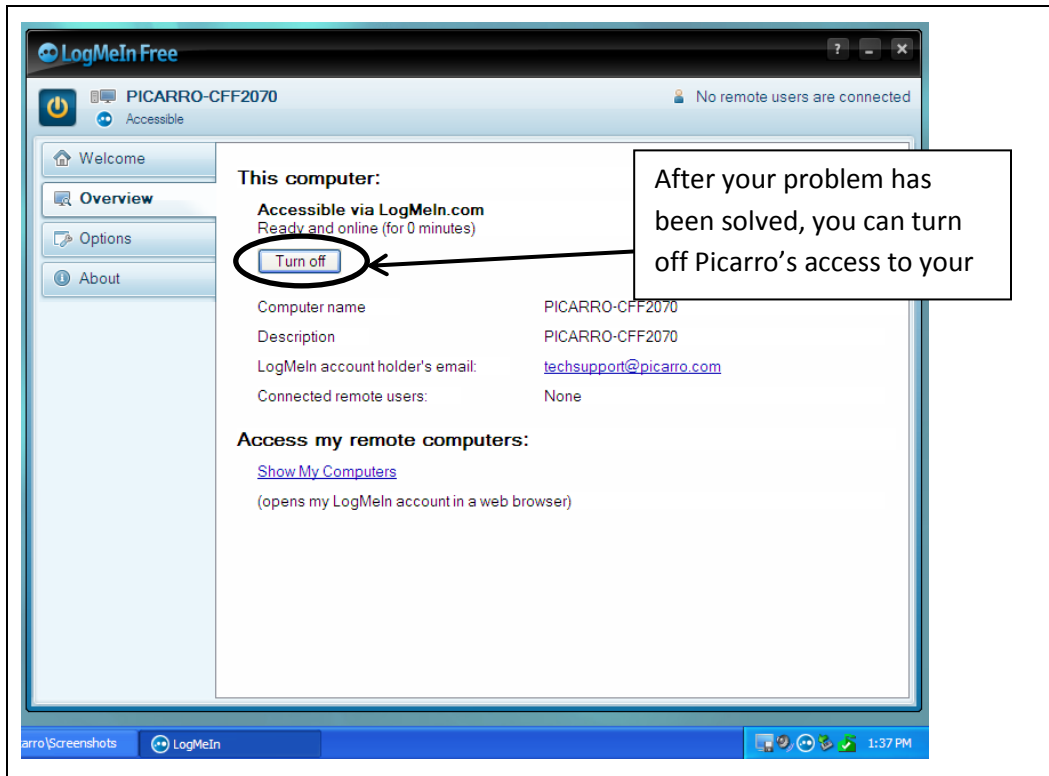 LogMeIn Free
? - x
PICARRO-CFF2070
No remote users are connected
Accessible
Welcome
Overview
Options
About
This computer:
Accessible via LogMeIn.com
Ready and online (for 0 minutes)
Turn off
After your problem has
been solved, you can turn
off Picarro’s access to your
Computer name PICARRO-CFF2070
Description PICARRO-CFF2070
LogMeIn account holder's email: techsupport@picarro.com
Connected remote users: None
Access my remote computers:
Show My Computers
(opens my LogMeIn account in a web browser)
arro\Screenshots
LogMeIn
1:37 PM